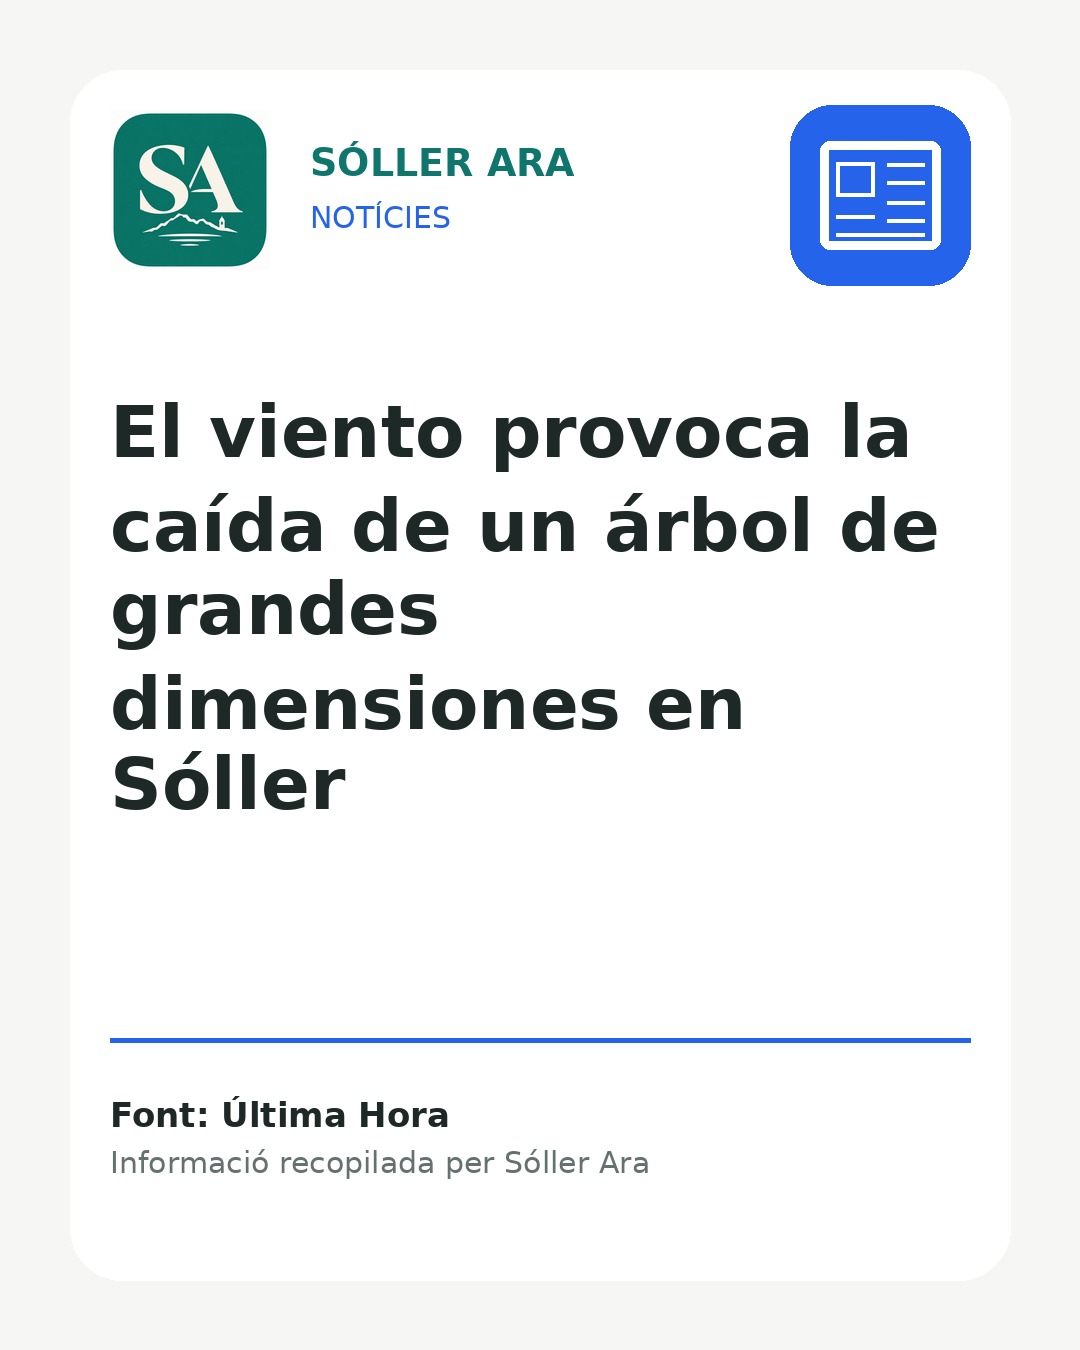 SA
SÓLLER ARA
NOTÍCIES
El viento provoca la
caída de un árbol de
grandes
dimensiones en
Sóller
Font: Última Hora
Informació recopilada per Sóller Ara